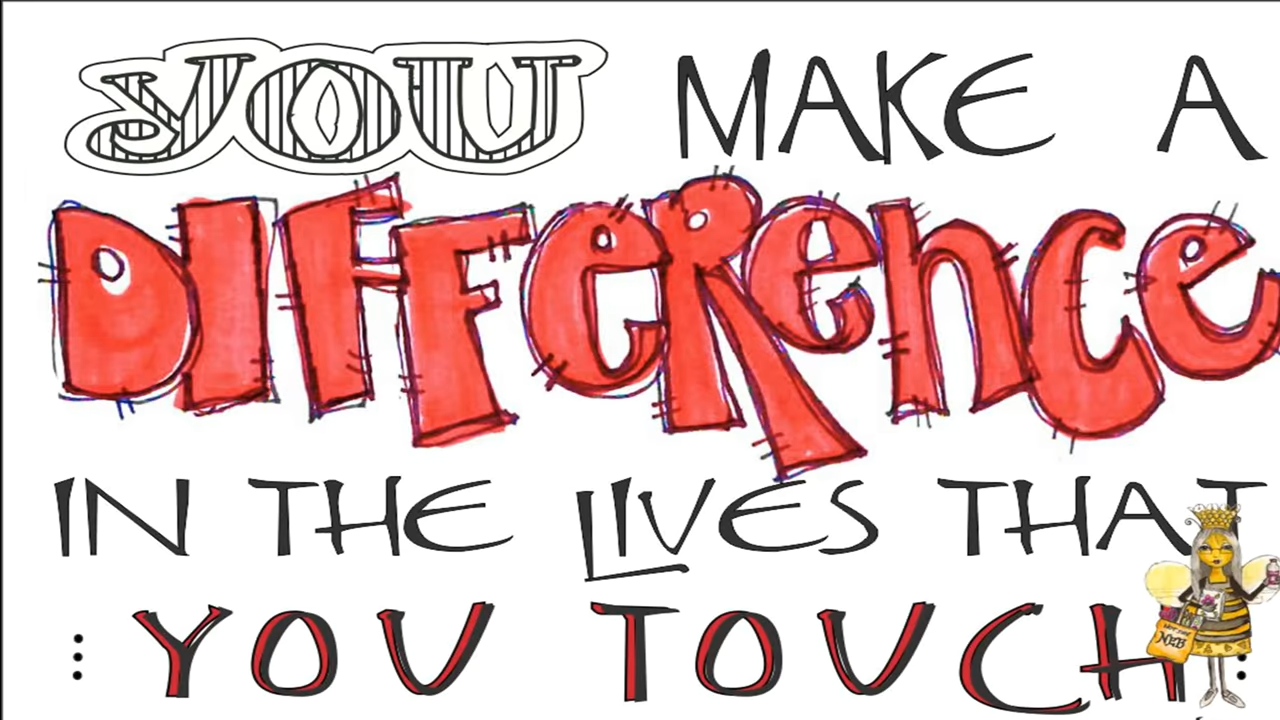 YOU MAKE A
DIFFERENCE
IN THE LIVES THAT
YOU TOUCH